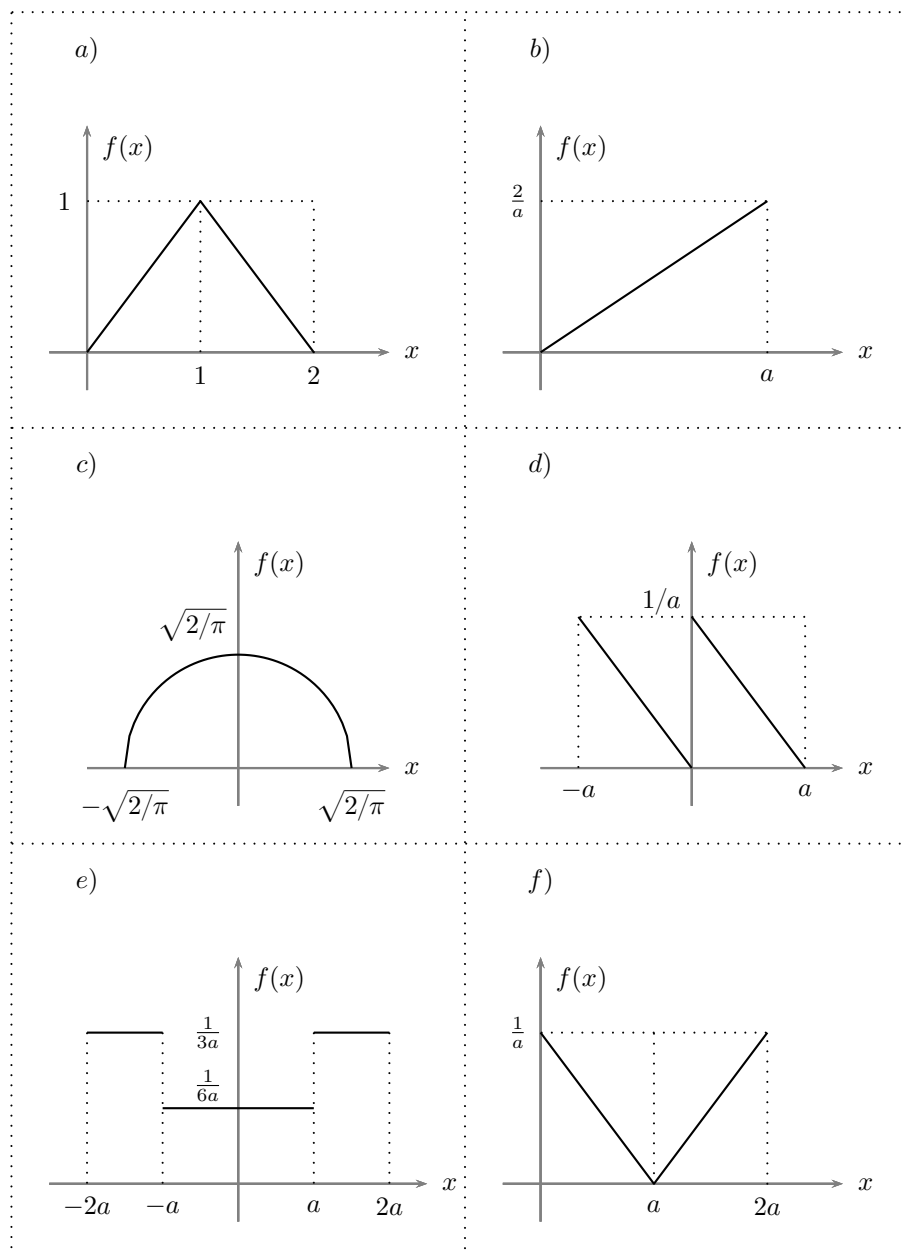 a)
f(x)
1
x
1
2
b)
f(x)
2/a
x
a
c)
f(x)
√2/π
x
−√2/π
√2/π
d)
f(x)
1/a
x
−a
a
e)
f(x)
1/3a
1/6a
x
−2a
−a
a
2a
f)
f(x)
1/a
x
a
2a